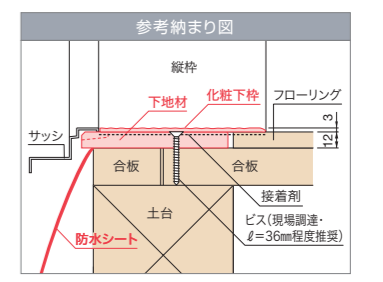 参考納まり図
縦枠
下地材
化粧下枠
フローリング
3
12
サッシ
合板
合板
接着剤
土台
ビス(現場調達・
ℓ=36㎜程度推奨)
防水シート